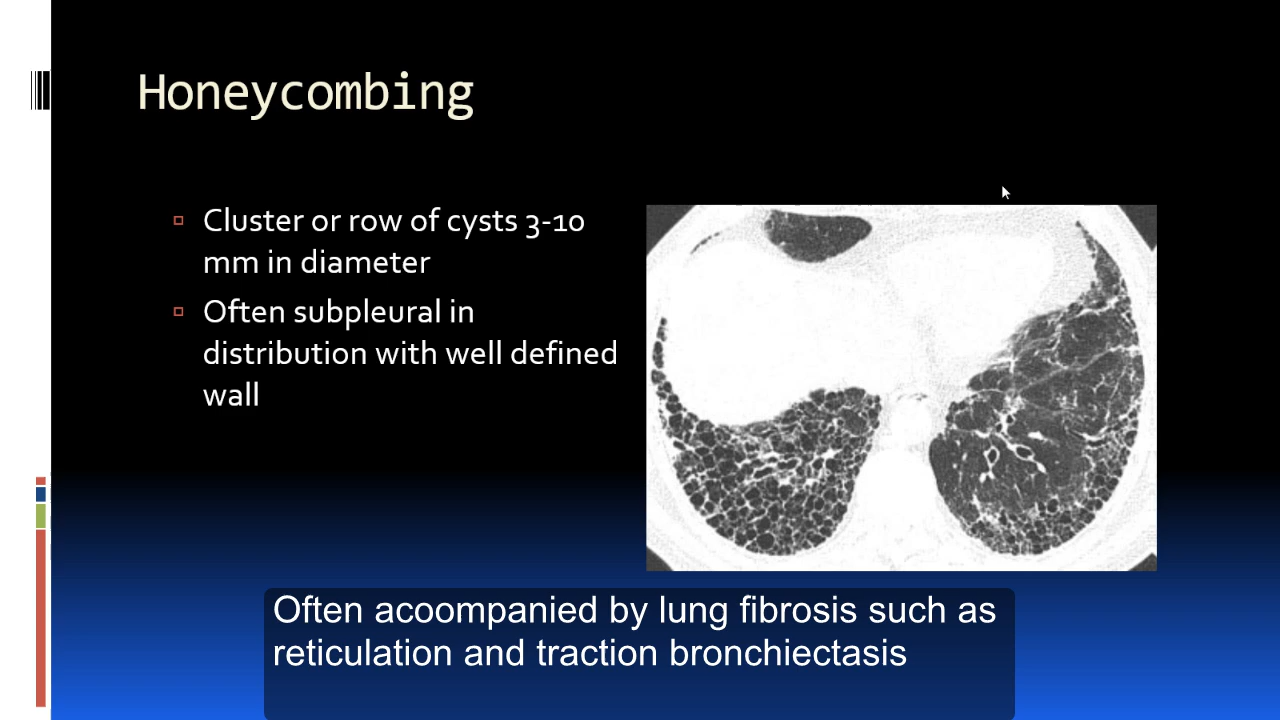 Honeycombing
Cluster or row of cysts 3-10
mm in diameter
Often subpleural in
distribution with well defined
wall
Often acoompanied by lung fibrosis such as
reticulation and traction bronchiectasis